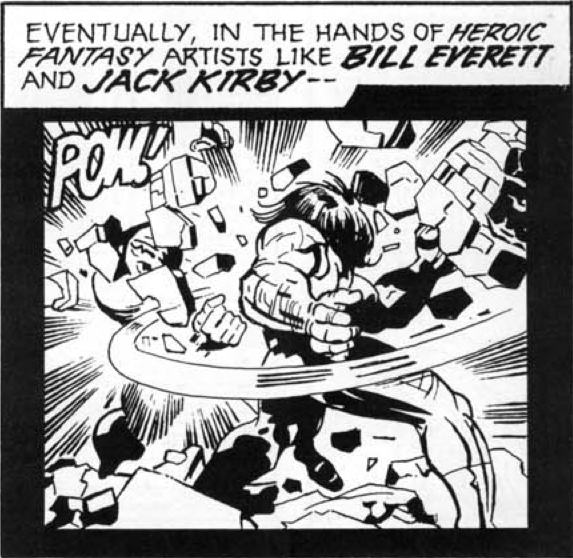 EVENTUALLY, IN THE HANDS OF HEROIC
FANTASY ARTISTS LIKE BILL EVERETT
AND JACK KIRBY--
POW!